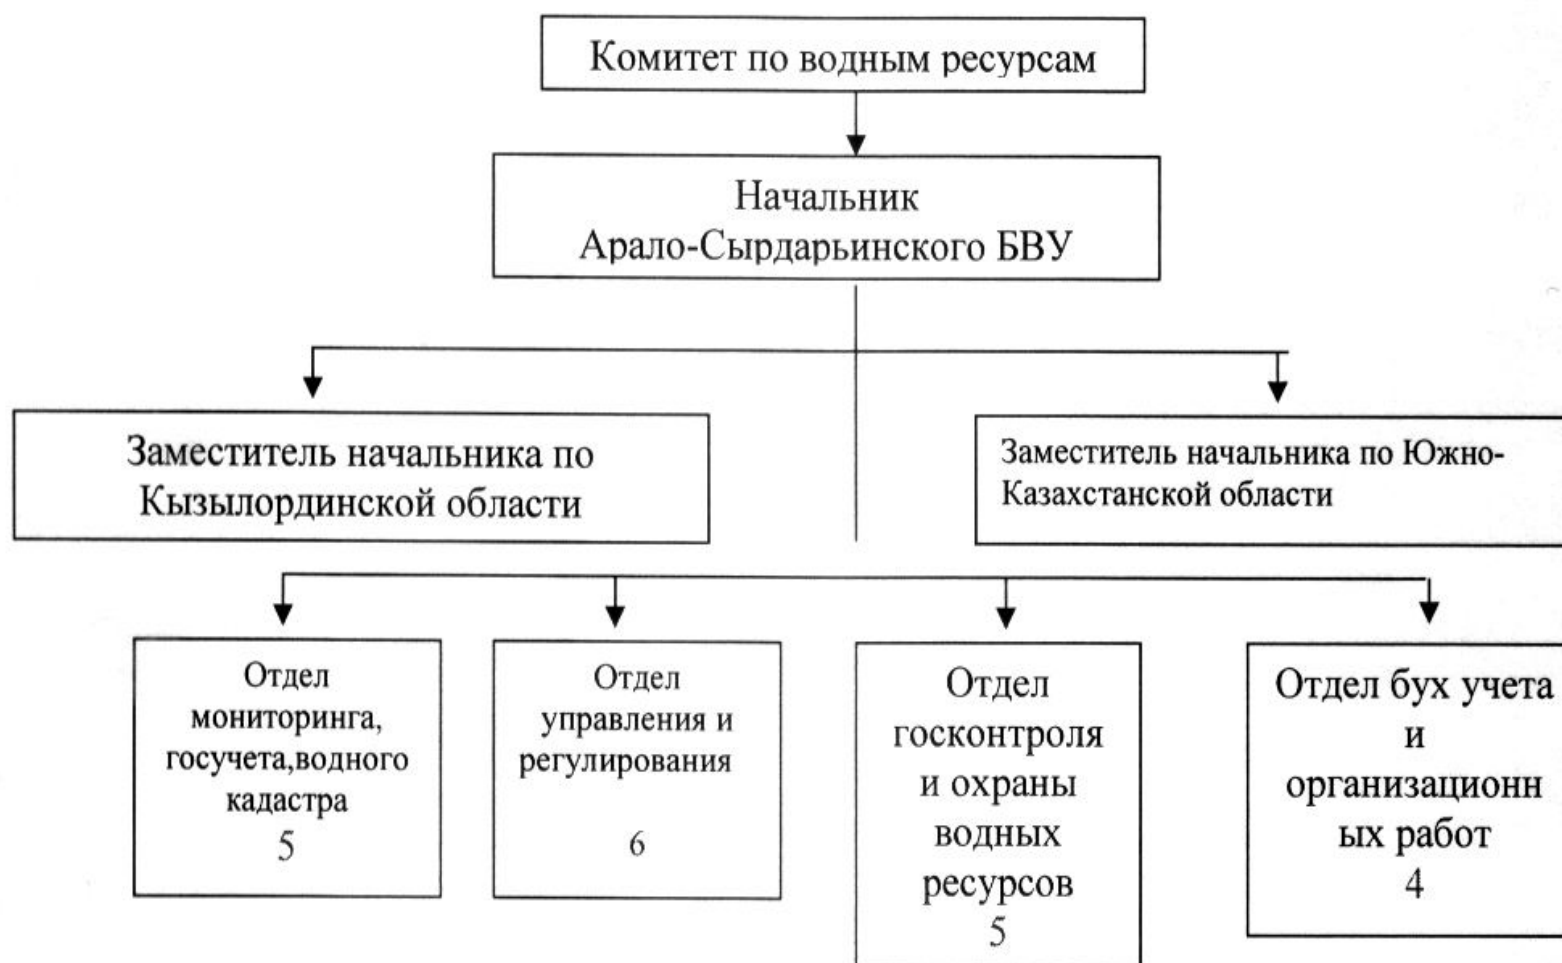 Комитет по водным ресурсам
Начальник
Арало-Сырдарьинского БВУ
Заместитель начальника по
Кызылординской области
Заместитель начальника по Южно-
Казахстанской области
Отдел
мониторинга,
госучета,водного
кадастра
5
Отдел
управления и
регулирования
6
Отдел
госконтроля
и охраны
водных
ресурсов
5
Отдел бух учета
и
организационн
ых работ
4